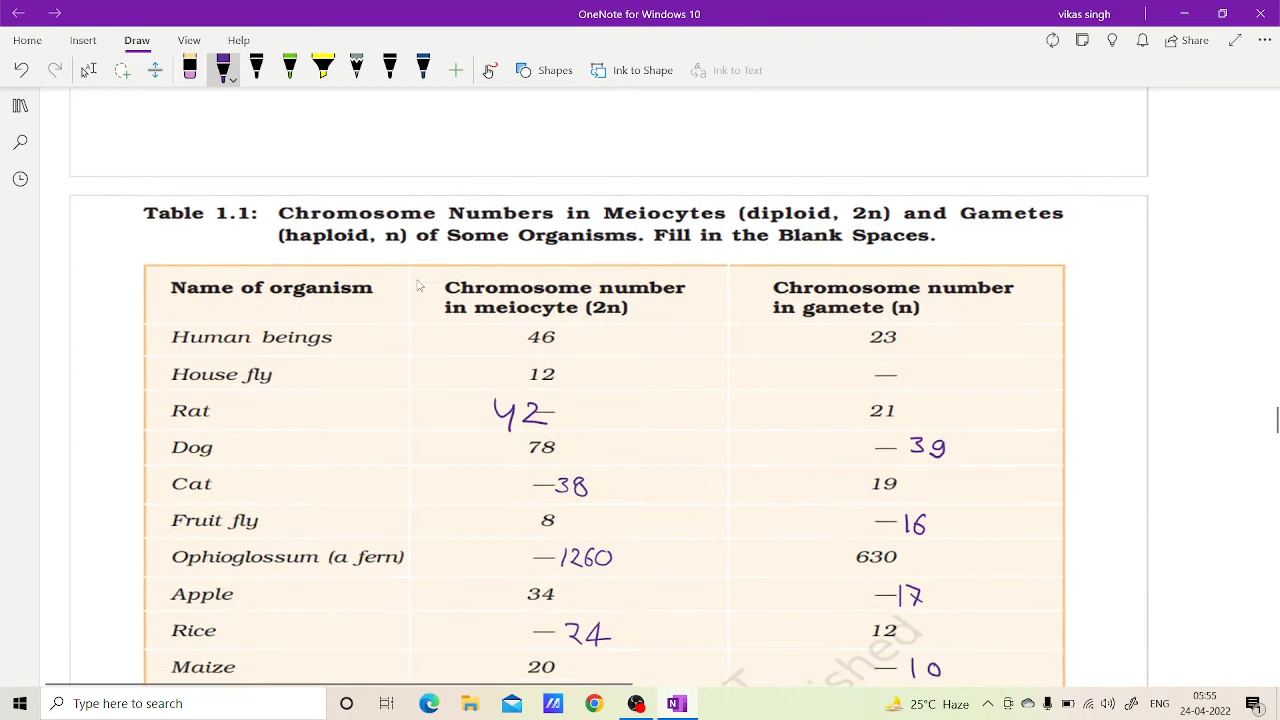 OneNote for Windows 10
vikas singh
Home Insert Draw View Help
Share
Shapes Ink to Shape Ink to Text
Table 1.1: Chromosome Numbers in Meiocytes (diploid, 2n) and Gametes
(haploid, n) of Some Organisms. Fill in the Blank Spaces.
Name of organism Chromosome number Chromosome number
in meiocyte (2n) in gamete (n)
Human beings 46 23
House fly 12 —
Rat 42— 21
Dog 78 — 39
Cat —38 19
Fruit fly 8 —16
Ophioglossum (a fern) —1260 630
Apple 34 —17
Rice — 24 12
Maize 20 — 10
Type here to search
25°C Haze
ENG
05:55
24-04-2022